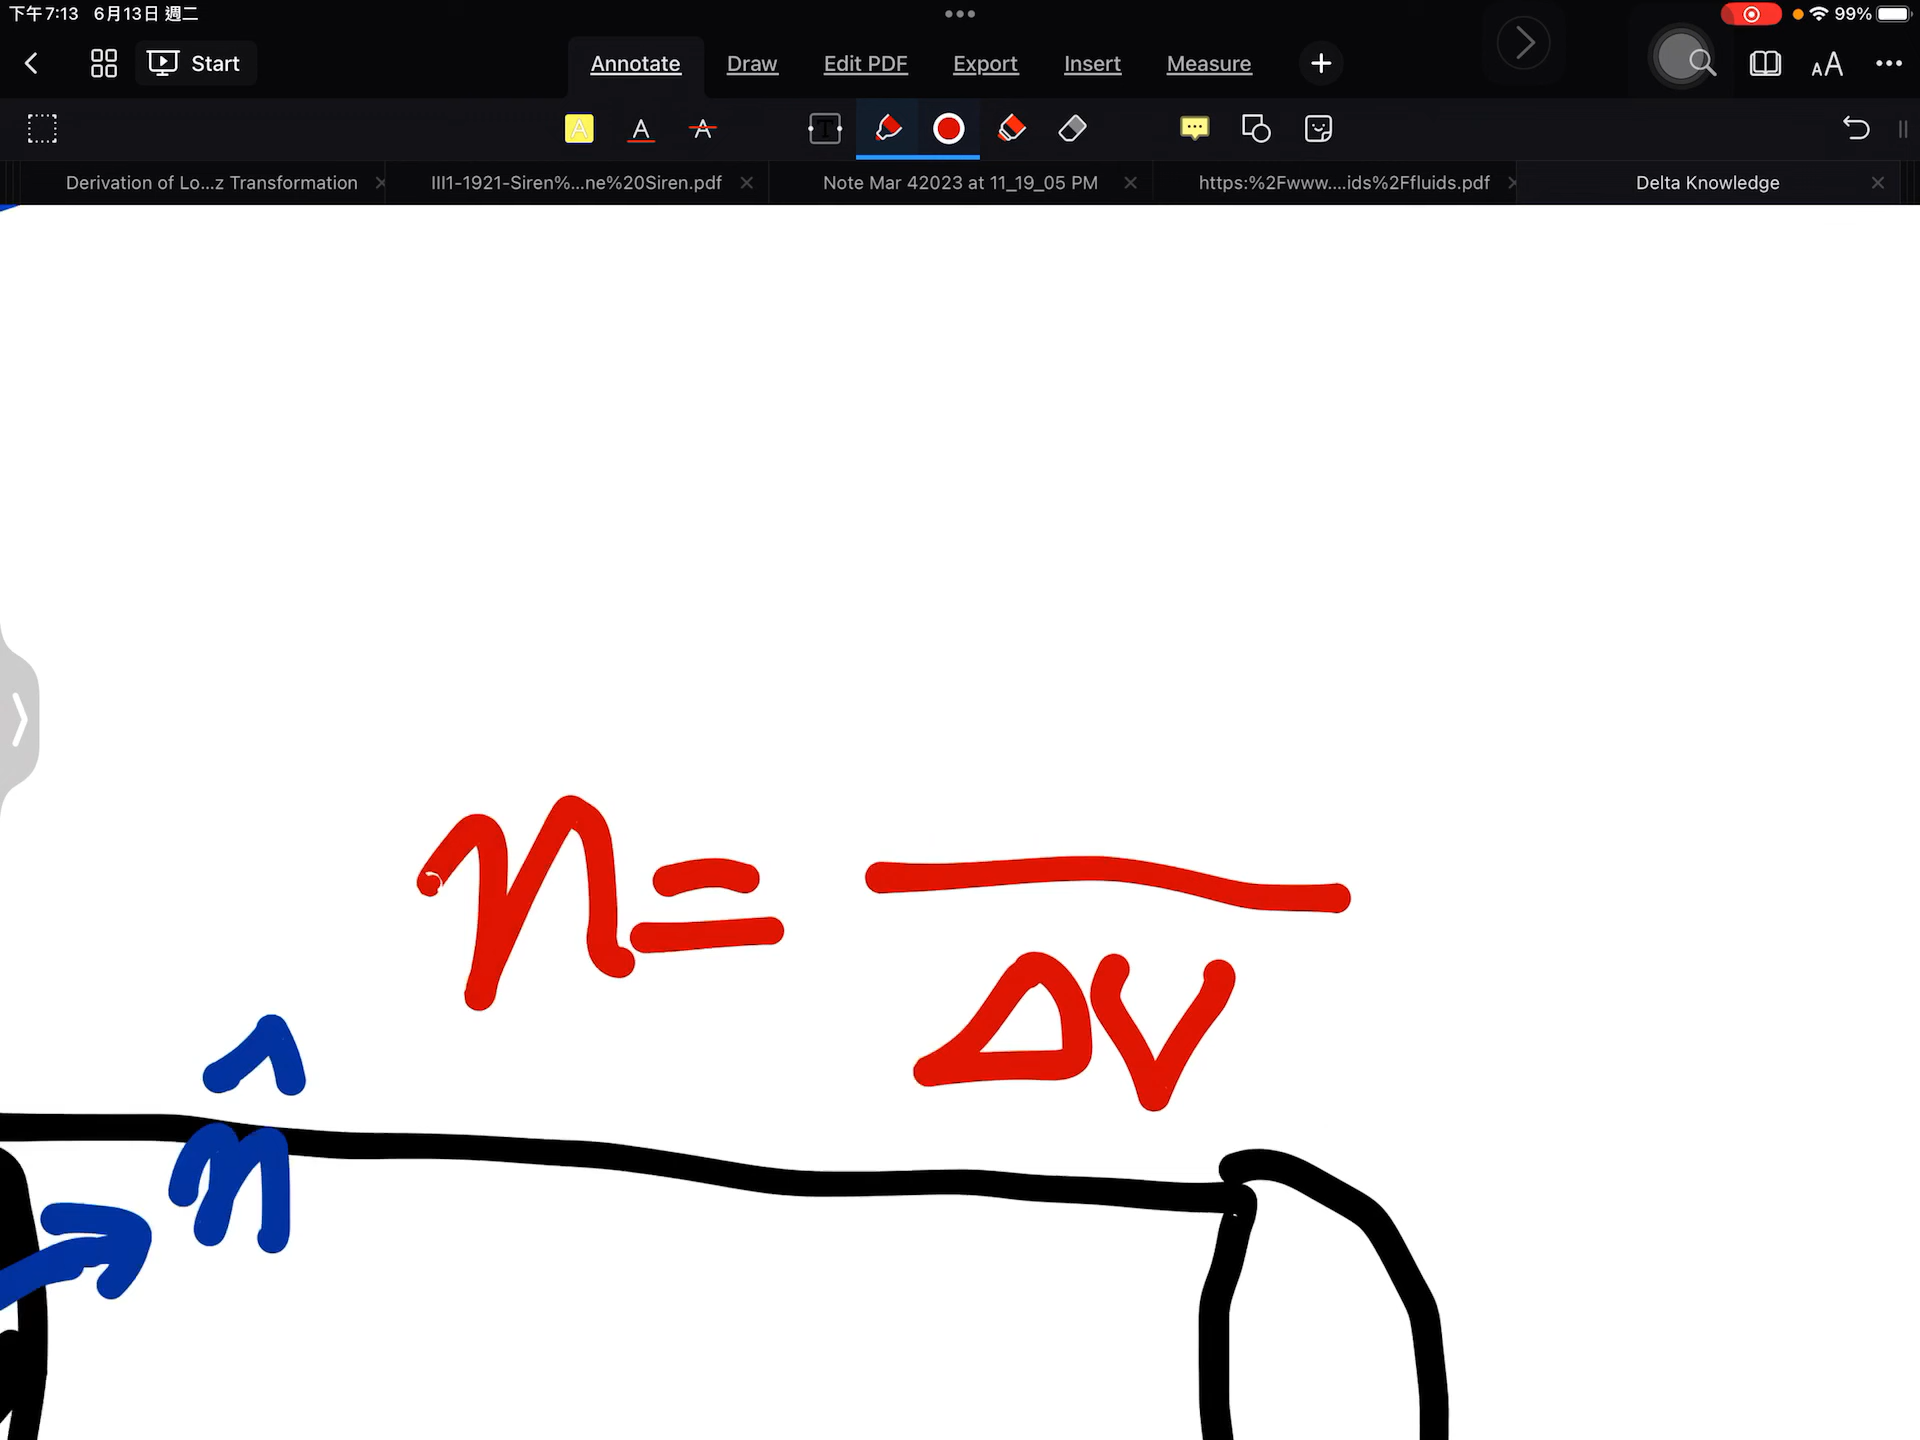 下午7:13 6月13日 週二 99%
Start Annotate Draw Edit PDF Export Insert Measure AA
A A A T
Derivation of Lo...z Transformation III1-1921-Siren%...ne%20Siren.pdf Note Mar 42023 at 11_19_05 PM https:%2Fwww....ids%2Ffluids.pdf Delta Knowledge
n = 
ΔV
n̂